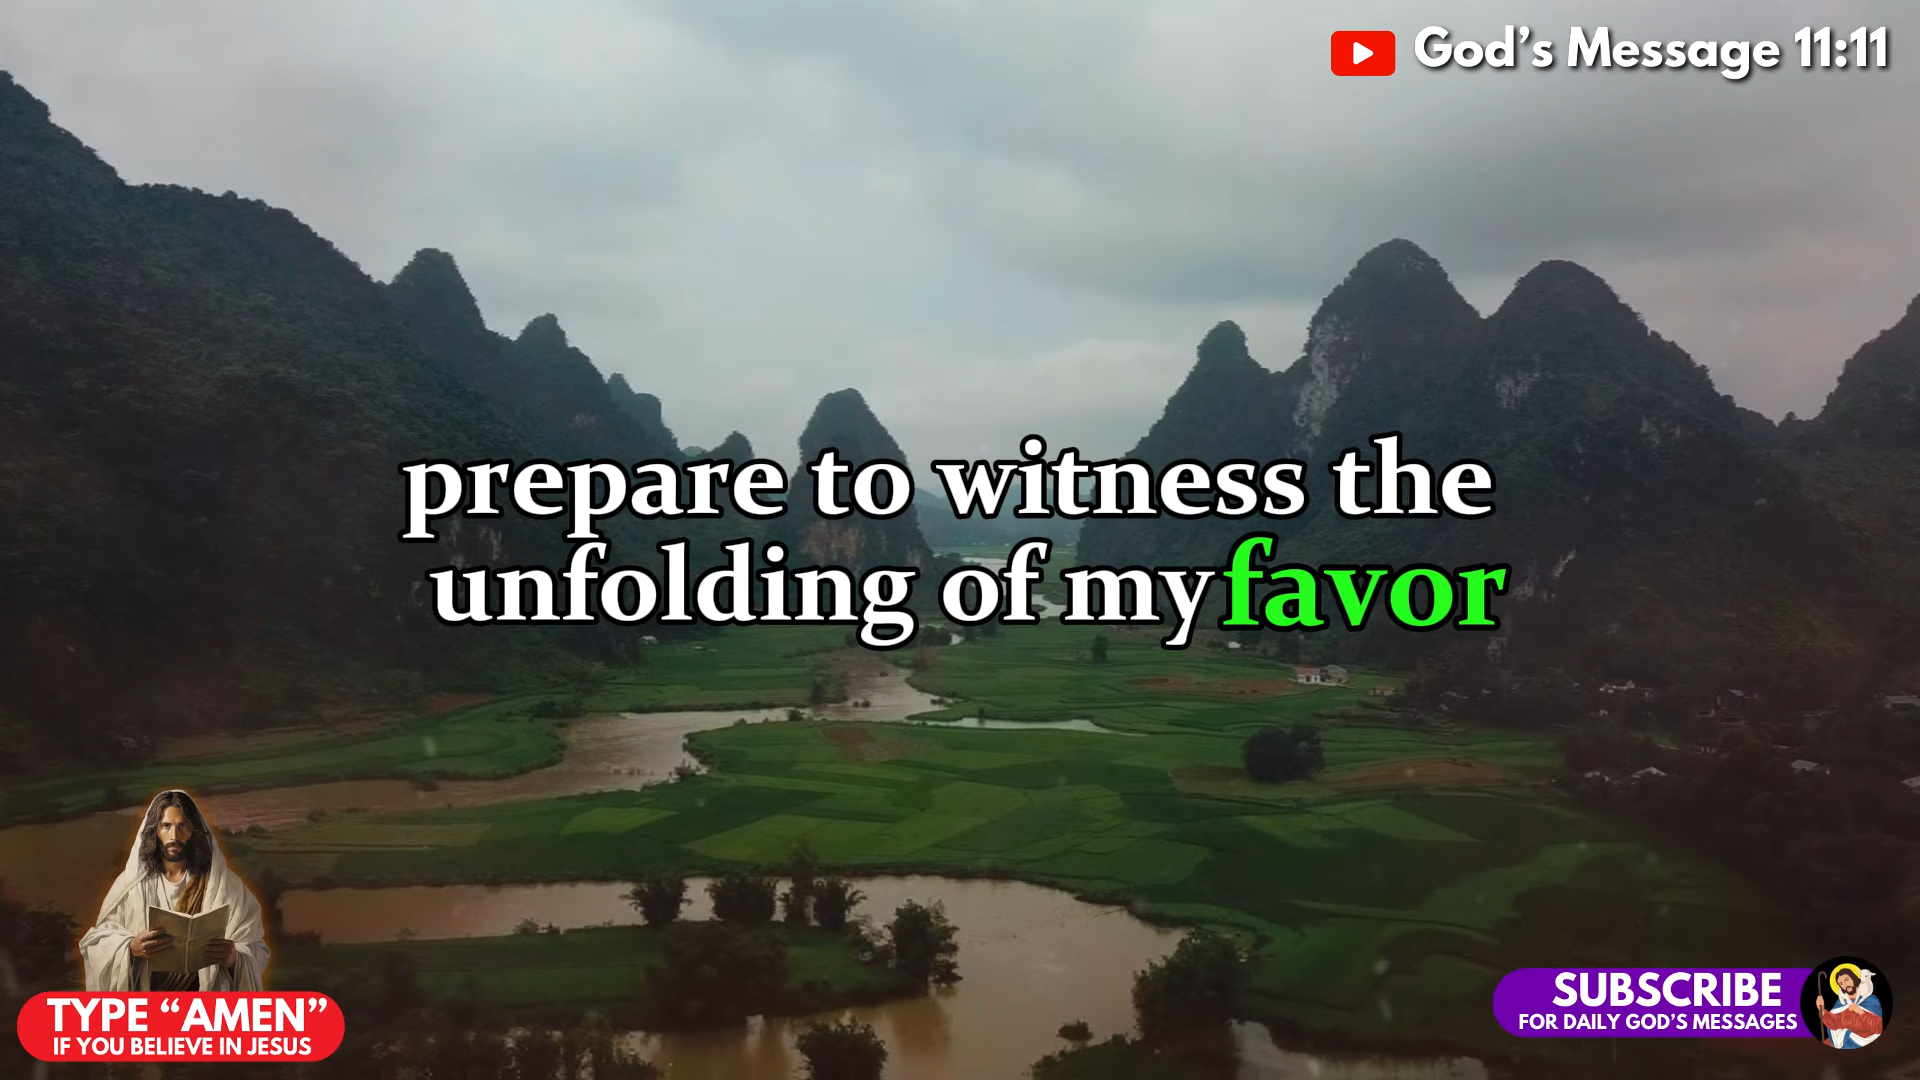 God's Message 11:11
prepare to witness the
unfolding of my favor
TYPE “AMEN”
IF YOU BELIEVE IN JESUS
SUBSCRIBE
FOR DAILY GOD'S MESSAGES